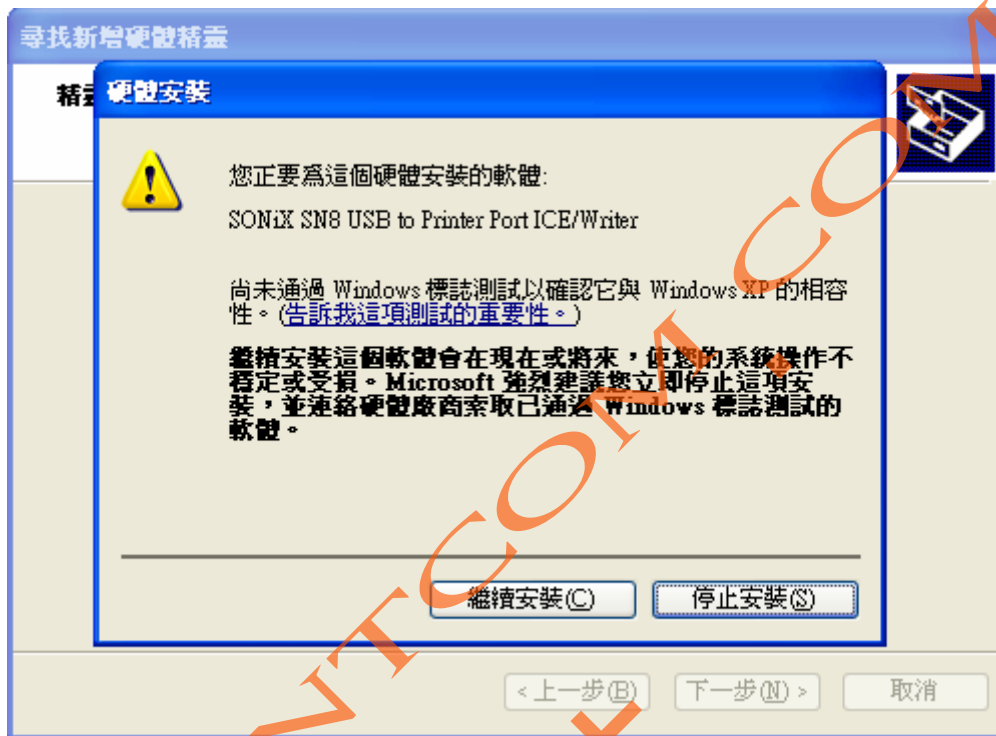 尋找新增硬體精靈
精靈
硬體安裝
您正要為這個硬體安裝的軟體:
SONiX SN8 USB to Printer Port ICE/Writer
尚未通過 Windows 標誌測試以確認它與 Windows XP 的相容
性。(告訴我這項測試的重要性。)
繼續安裝這個軟體會在現在或將來,使您的系統操作不
穩定或受損。Microsoft 強烈建議您立即停止這項安
裝,並連絡硬體廠商索取已通過 Windows 標誌測試的
軟體。
繼續安裝(C)
停止安裝(S)
< 上一步(B)
下一步(N) >
取消
NTCOM.COM